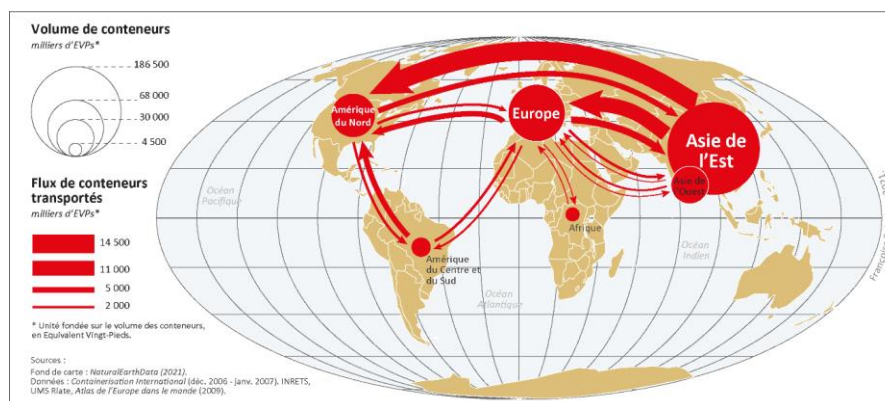 Volume de conteneurs
milliers d'EVPs*
186 500
68 000
30 000
4 500
Flux de conteneurs
transportés
milliers d'EVPs*
14 500
11 000
5 000
2 000
* Unité fondée sur le volume des conteneurs,
en Equivalent Vingt-Pieds.
Sources :
Fond de carte : NaturalEarthData (2021).
Données : Containerisation International (déc. 2006 - janv. 2007). INRETS,
UMS Riate, Atlas de l'Europe dans le monde (2009).
Amérique
du Nord
Europe
Asie de
l'Est
Asie de
l'Ouest
Afrique
Amérique
du Centre et
du Sud
Océan
Pacifique
Océan
Atlantique
Océan
Indien